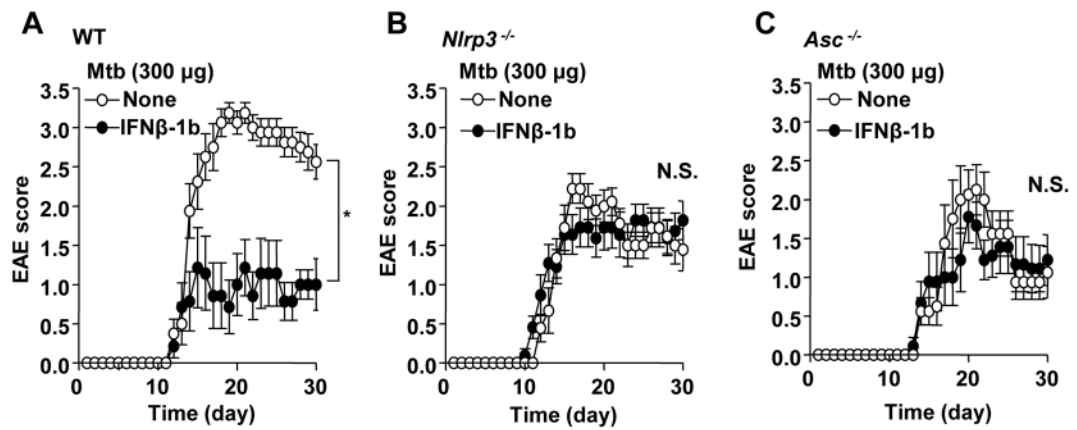 A
WT
Mtb (300 µg)
None
IFNβ-1b
3.5
3.0
2.5
2.0
1.5
1.0
0.5
0.0
EAE score
*
0
10
20
30
Time (day)
B
Nlrp3 -/-
Mtb (300 µg)
None
IFNβ-1b
N.S.
3.5
3.0
2.5
2.0
1.5
1.0
0.5
0.0
EAE score
0
10
20
30
Time (day)
C
Asc -/-
Mtb (300 µg)
None
IFNβ-1b
N.S.
3.5
3.0
2.5
2.0
1.5
1.0
0.5
0.0
EAE score
0
10
20
30
Time (day)